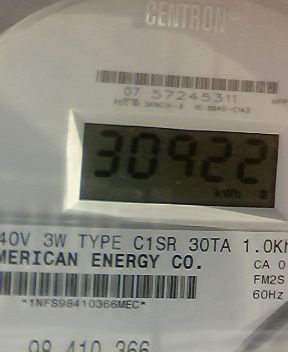 CENTRON®
07 57245311
30922
kWh
40V 3W TYPE C1SR 30TA 1.0Kh
MERICAN ENERGY CO.
CA 0
FM2S
60Hz
*1NFS98410366MEC*
98 410 366